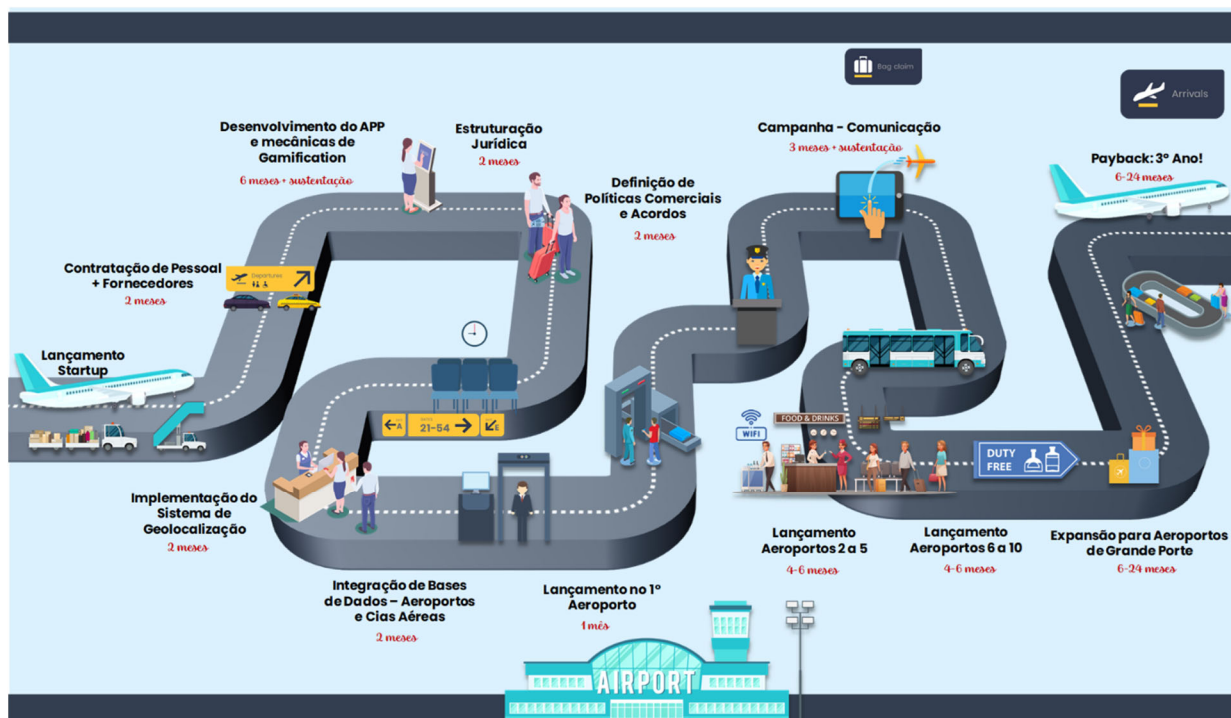 Bag claim
Arrivals
Desenvolvimento do APP
e mecânicas de
Gamification
6 meses + sustentação
Estruturação
Jurídica
2 meses
Campanha - Comunicação
3 meses + sustentação
Payback: 3º Ano!
6-24 meses
Definição de
Políticas Comerciais
e Acordos
2 meses
Contratação de Pessoal
+ Fornecedores
2 meses
Departures
Lançamento
Startup
A
21-54
E
FOOD & DRINKS
WIFI
DUTY
FREE
Implementação do
Sistema de
Geolocalização
2 meses
Lançamento
Aeroportos 2 a 5
4-6 meses
Lançamento
Aeroportos 6 a 10
4-6 meses
Expansão para Aeroportos
de Grande Porte
6-24 meses
Integração de Bases
de Dados – Aeroportos
e Cias Aéreas
2 meses
Lançamento no 1º
Aeroporto
1 mês
AIRPORT